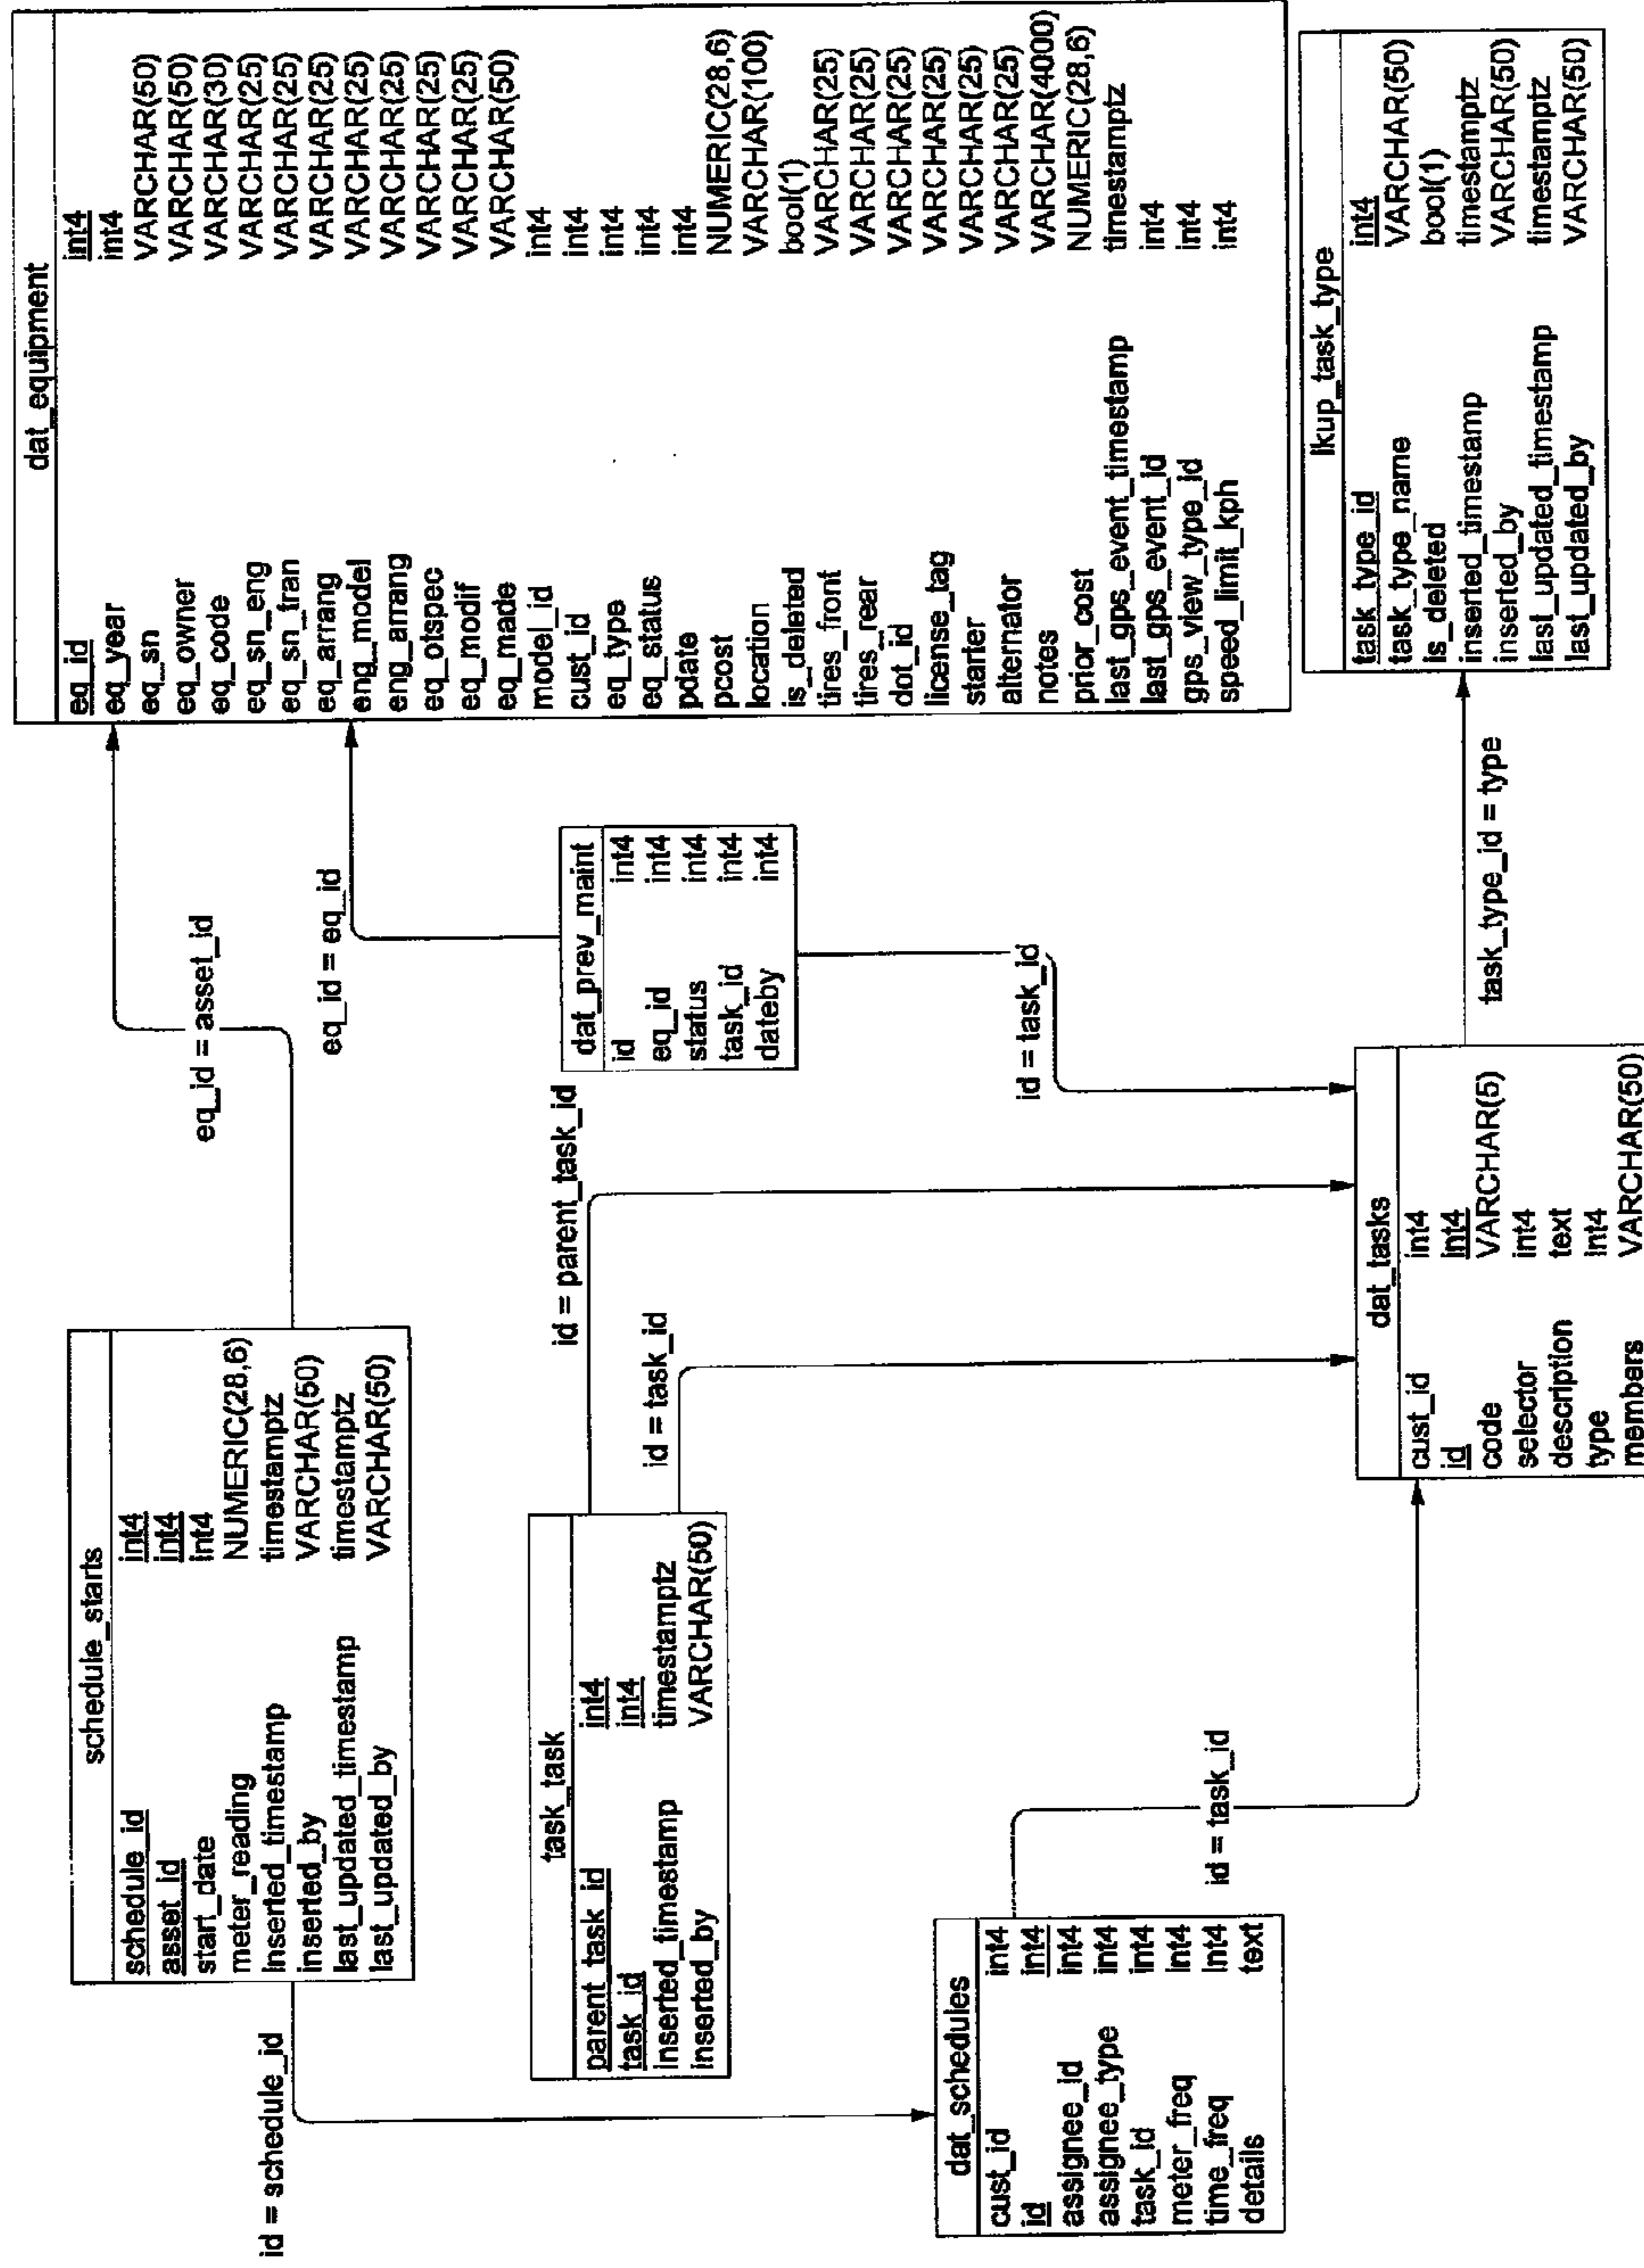 schedule_starts
schedule_id int4
asset_id int4
start_date int4
meter_reading NUMERIC(28,6)
inserted_timestamp timestamptz
inserted_by VARCHAR(50)
last_updated_timestamp timestamptz
last_updated_by VARCHAR(50)
id = schedule_id
eq_id = asset_id
eq_id = eq_id
dat_equipment
eq_id int4
eq_year int4
eq_sn VARCHAR(50)
eq_owner VARCHAR(50)
eq_code VARCHAR(30)
eq_sn_eng VARCHAR(25)
eq_sn_fran VARCHAR(25)
eq_arrang VARCHAR(25)
eng_model VARCHAR(25)
eng_arrang VARCHAR(25)
eq_otspec VARCHAR(25)
eq_modif VARCHAR(25)
eq_made VARCHAR(50)
model_id int4
cust_id int4
eq_type int4
eq_status int4
pdate int4
pcost NUMERIC(28,6)
location VARCHAR(100)
is_deleted bool(1)
tires_front VARCHAR(25)
tires_rear VARCHAR(25)
dot_id VARCHAR(25)
license_tag VARCHAR(25)
starter VARCHAR(25)
alternator VARCHAR(25)
notes VARCHAR(4000)
prior_cost NUMERIC(28,6)
last_gps_event_timestamp timestamptz
last_gps_event_id int4
gps_view_type_id int4
speed_limit_kph int4
task_task
parent_task_id int4
task_id int4
inserted_timestamp timestamptz
inserted_by VARCHAR(50)
id = parent_task_id
id = task_id
dat_prev_maint
id int4
eq_id int4
status int4
task_id int4
dateby int4
id = task_id
dat_schedules
cust_id int4
id int4
assignee_id int4
assignee_type int4
task_id int4
meter_freq int4
time_freq int4
details text
id = task_id
dat_tasks
cust_id int4
id int4
code VARCHAR(5)
selector int4
description text
type int4
members VARCHAR(50)
task_type_id = type
lkup_task_type
task_type_id int4
task_type_name VARCHAR(50)
is_deleted bool(1)
inserted_timestamp timestamptz
inserted_by VARCHAR(50)
last_updated_timestamp timestamptz
last_updated_by VARCHAR(50)